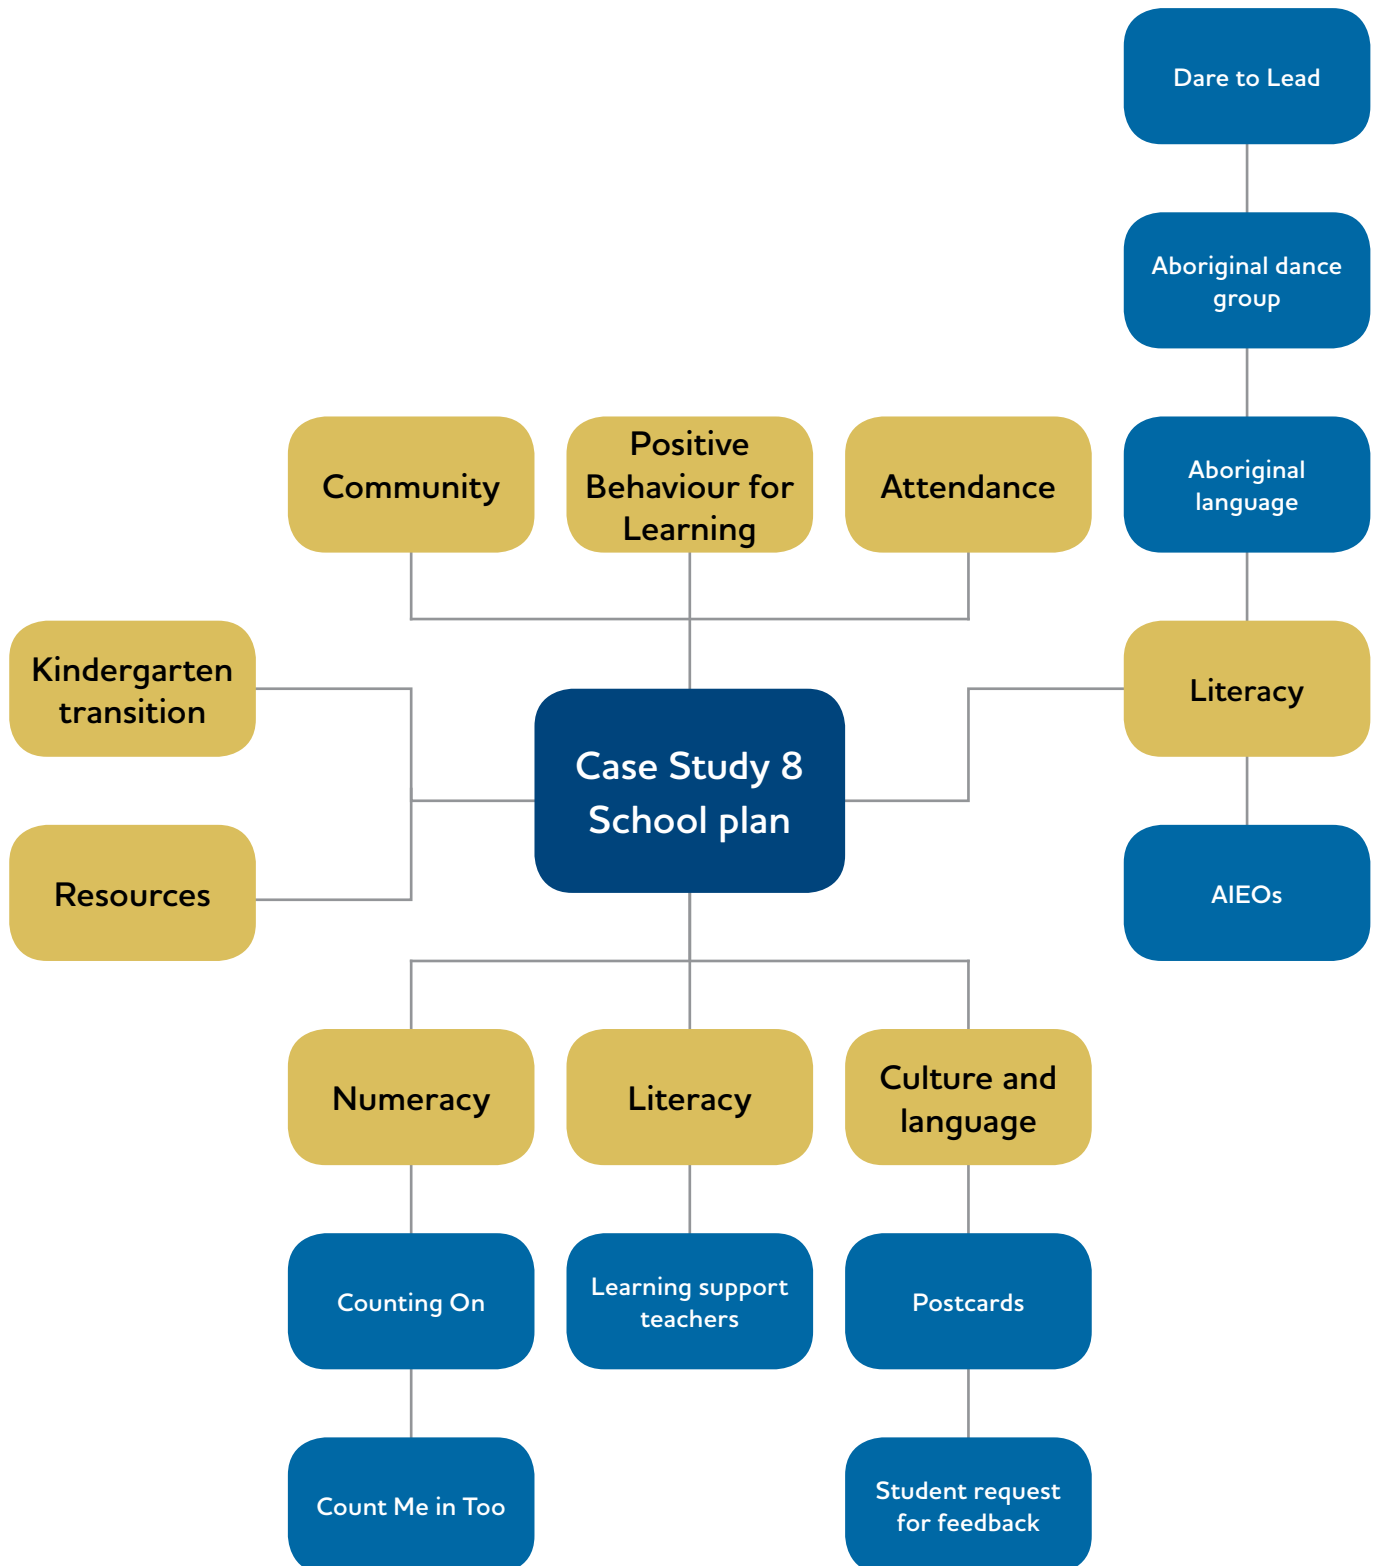 Dare to Lead
Aboriginal dance
group
Community
Positive
Behaviour for
Learning
Attendance
Aboriginal
language
Kindergarten
transition
Literacy
Case Study 8
School plan
Resources
AIEOs
Numeracy
Literacy
Culture and
language
Counting On
Learning support
teachers
Postcards
Count Me in Too
Student request
for feedback